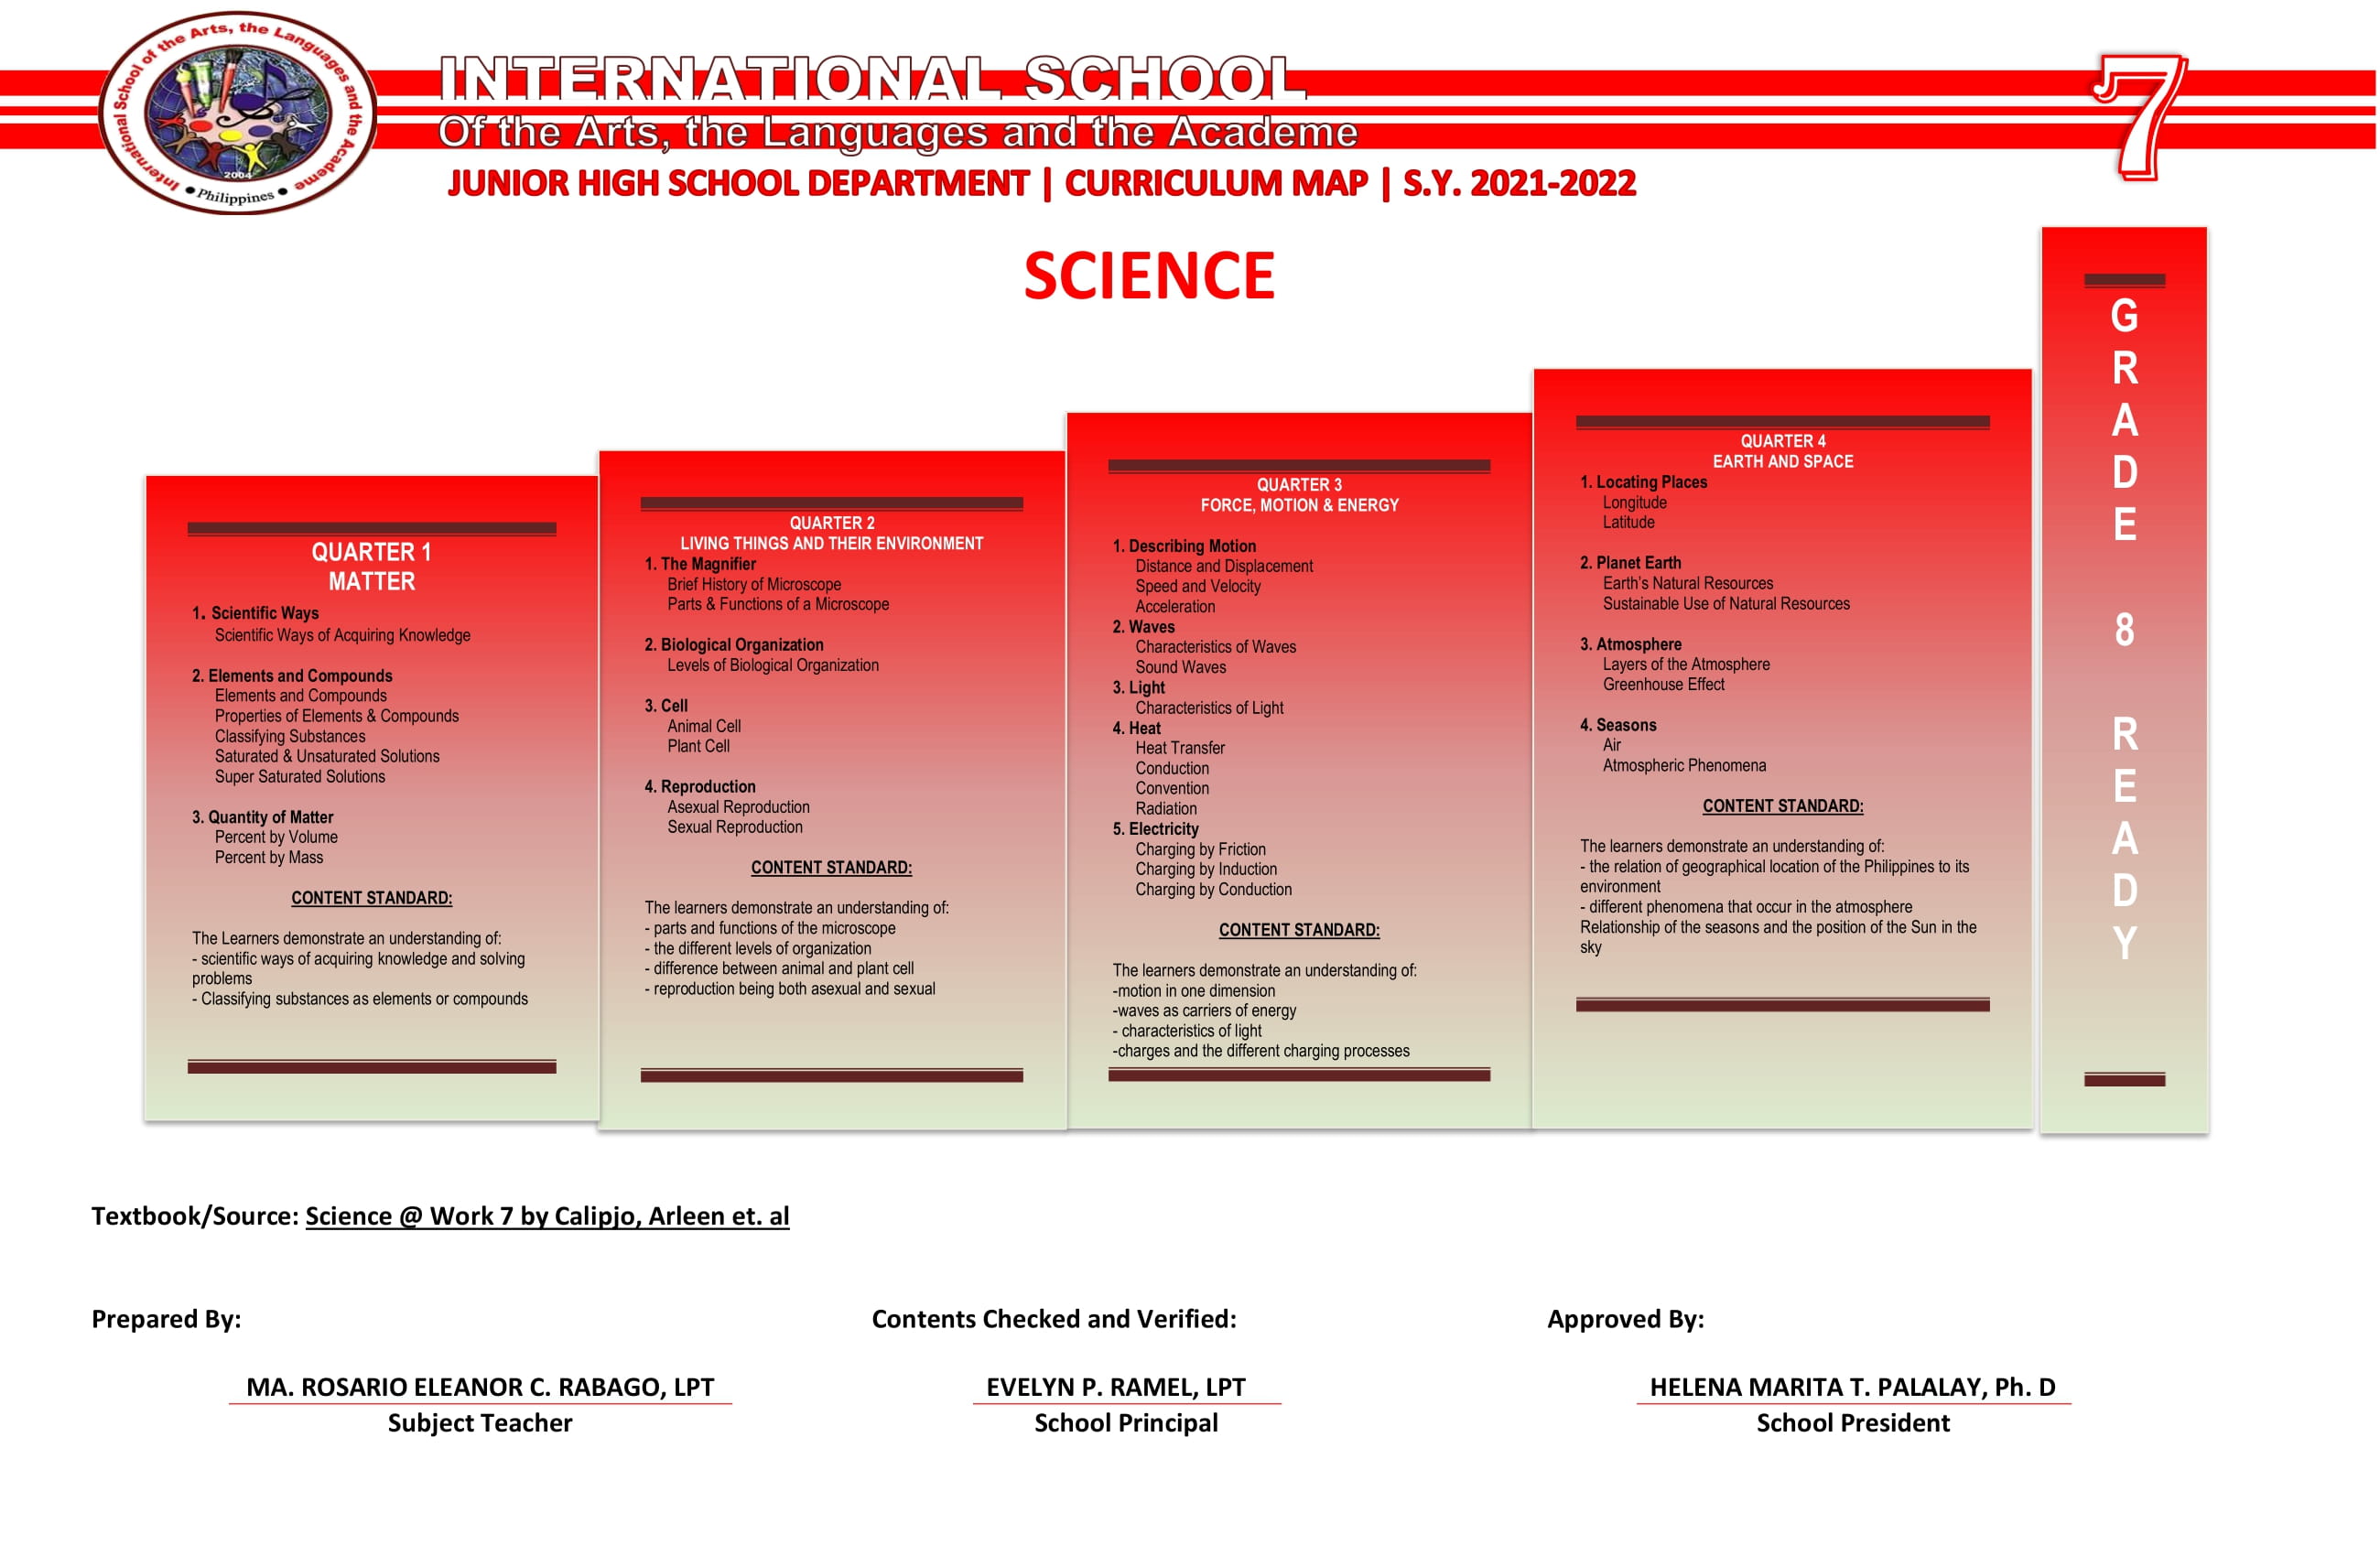 International School of the Arts, the Languages and the Academe
2004
Philippines
INTERNATIONAL SCHOOL
Of the Arts, the Languages and the Academe
JUNIOR HIGH SCHOOL DEPARTMENT | CURRICULUM MAP | S.Y. 2021-2022
7
SCIENCE
QUARTER 1
MATTER
1. Scientific Ways
Scientific Ways of Acquiring Knowledge
2. Elements and Compounds
Elements and Compounds
Properties of Elements & Compounds
Classifying Substances
Saturated & Unsaturated Solutions
Super Saturated Solutions
3. Quantity of Matter
Percent by Volume
Percent by Mass
CONTENT STANDARD:
The Learners demonstrate an understanding of:
- scientific ways of acquiring knowledge and solving
problems
- Classifying substances as elements or compounds
QUARTER 2
LIVING THINGS AND THEIR ENVIRONMENT
1. The Magnifier
Brief History of Microscope
Parts & Functions of a Microscope
2. Biological Organization
Levels of Biological Organization
3. Cell
Animal Cell
Plant Cell
4. Reproduction
Asexual Reproduction
Sexual Reproduction
CONTENT STANDARD:
The learners demonstrate an understanding of:
- parts and functions of the microscope
- the different levels of organization
- difference between animal and plant cell
- reproduction being both asexual and sexual
QUARTER 3
FORCE, MOTION & ENERGY
1. Describing Motion
Distance and Displacement
Speed and Velocity
Acceleration
2. Waves
Characteristics of Waves
Sound Waves
3. Light
Characteristics of Light
4. Heat
Heat Transfer
Conduction
Convention
Radiation
5. Electricity
Charging by Friction
Charging by Induction
Charging by Conduction
CONTENT STANDARD:
The learners demonstrate an understanding of:
-motion in one dimension
-waves as carriers of energy
- characteristics of light
-charges and the different charging processes
QUARTER 4
EARTH AND SPACE
1. Locating Places
Longitude
Latitude
2. Planet Earth
Earth's Natural Resources
Sustainable Use of Natural Resources
3. Atmosphere
Layers of the Atmosphere
Greenhouse Effect
4. Seasons
Air
Atmospheric Phenomena
CONTENT STANDARD:
The learners demonstrate an understanding of:
- the relation of geographical location of the Philippines to its
environment
- different phenomena that occur in the atmosphere
Relationship of the seasons and the position of the Sun in the
sky
GRADE 8 READY
Textbook/Source: Science @ Work 7 by Calipjo, Arleen et. al
Prepared By:
MA. ROSARIO ELEANOR C. RABAGO, LPT
Subject Teacher
Contents Checked and Verified:
EVELYN P. RAMEL, LPT
School Principal
Approved By:
HELENA MARITA T. PALALAY, Ph. D
School President